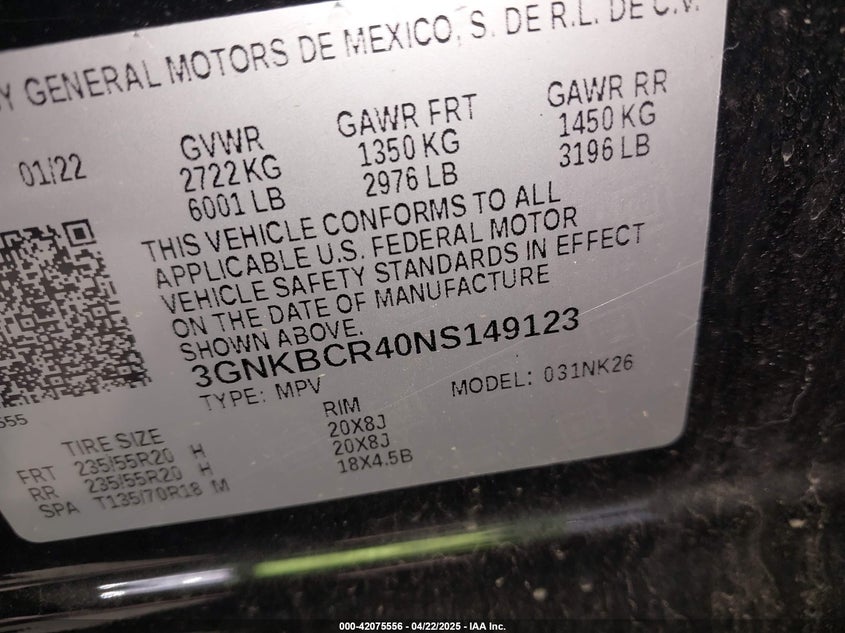 BY GENERAL MOTORS DE MEXICO, S. DE R.L. DE C.V.
01/22
GVWR
2722 KG
6001 LB
GAWR FRT
1350 KG
2976 LB
GAWR RR
1450 KG
3196 LB
THIS VEHICLE CONFORMS TO ALL
APPLICABLE U.S. FEDERAL MOTOR
VEHICLE SAFETY STANDARDS IN EFFECT
ON THE DATE OF MANUFACTURE
SHOWN ABOVE.
3GNKBCR40NS149123
TYPE: MPV
MODEL: 031NK26
TIRE SIZE RIM
FRT 235/55R20 H 20X8J
RR 235/55R20 H 20X8J
SPA T135/70R18 M 18X4.5B
000-42075556 - 04/22/2025 - IAA Inc.